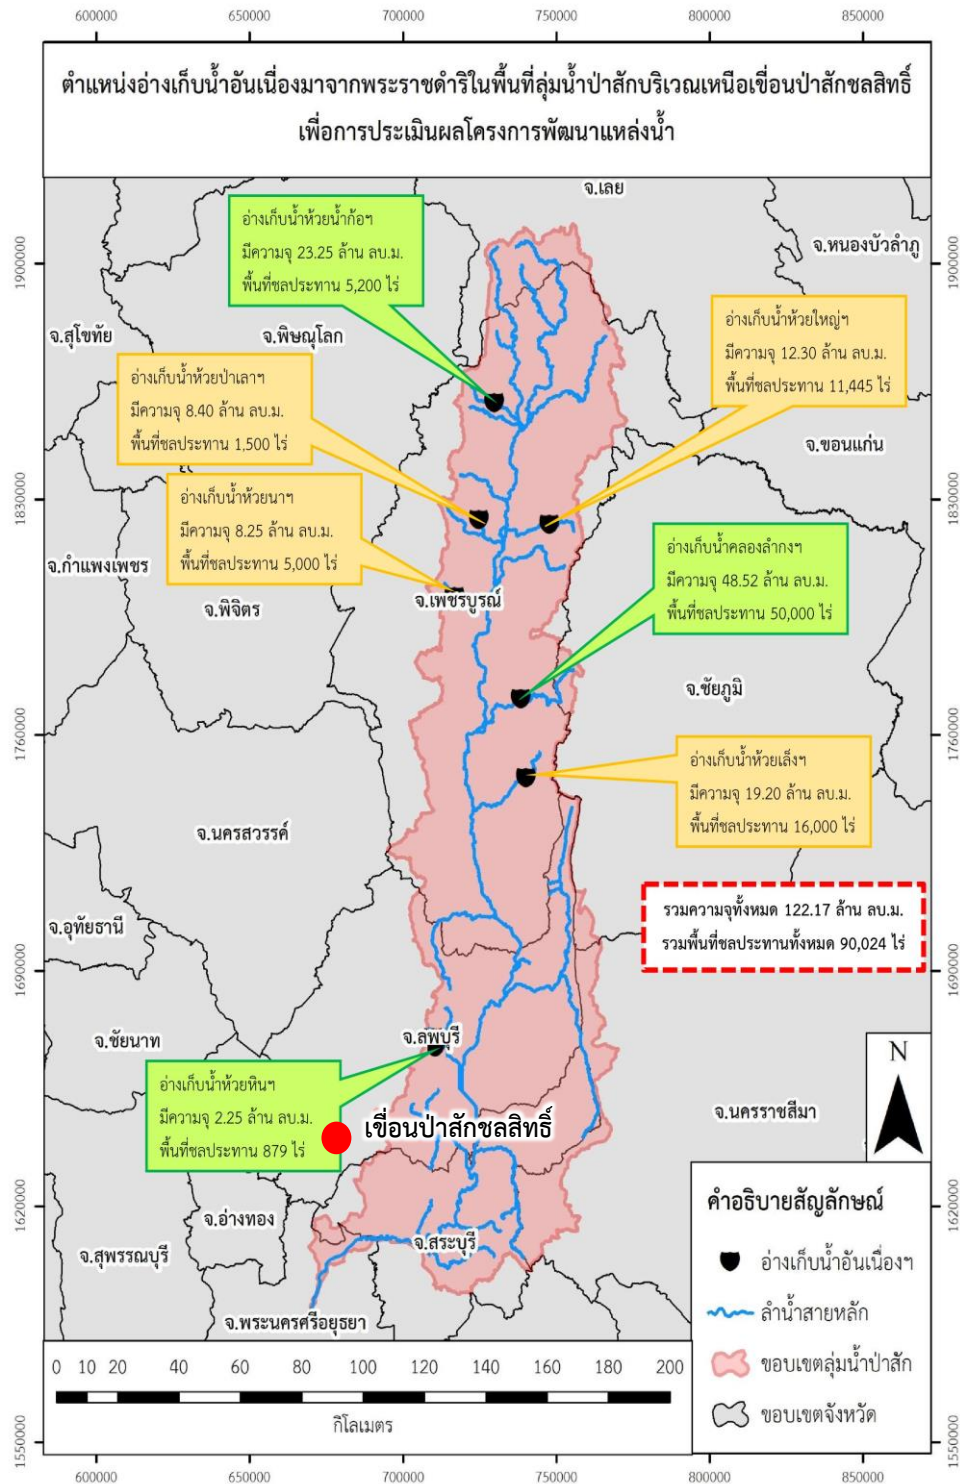 600000 650000 700000 750000 800000 850000
ตำแหน่งอ่างเก็บน้ำอันเนื่องมาจากพระราชดำริในพื้นที่ลุ่มน้ำป่าสักบริเวณเหนือเขื่อนป่าสักชลสิทธิ์
เพื่อการประเมินผลโครงการพัฒนาแหล่งน้ำ
จ.เลย
อ่างเก็บน้ำห้วยน้ำก้อฯ
มีความจุ 23.25 ล้าน ลบ.ม.
พื้นที่ชลประทาน 5,200 ไร่
จ.หนองบัวลำภู
1900000 1900000
จ.สุโขทัย
จ.พิษณุโลก
อ่างเก็บน้ำห้วยใหญ่ฯ
มีความจุ 12.30 ล้าน ลบ.ม.
พื้นที่ชลประทาน 11,445 ไร่
อ่างเก็บน้ำห้วยป่าเลาฯ
มีความจุ 8.40 ล้าน ลบ.ม.
พื้นที่ชลประทาน 1,500 ไร่
จ.ขอนแก่น
1830000 1830000
อ่างเก็บน้ำห้วยนาฯ
มีความจุ 8.25 ล้าน ลบ.ม.
พื้นที่ชลประทาน 5,000 ไร่
อ่างเก็บน้ำคลองลำกงฯ
มีความจุ 48.52 ล้าน ลบ.ม.
พื้นที่ชลประทาน 50,000 ไร่
จ.กำแพงเพชร
จ.พิจิตร
จ.เพชรบูรณ์
จ.ชัยภูมิ
1760000 1760000
อ่างเก็บน้ำห้วยเล็งฯ
มีความจุ 19.20 ล้าน ลบ.ม.
พื้นที่ชลประทาน 16,000 ไร่
จ.นครสวรรค์
รวมความจุทั้งหมด 122.17 ล้าน ลบ.ม.
รวมพื้นที่ชลประทานทั้งหมด 90,024 ไร่
จ.อุทัยธานี
1690000 1690000
จ.ชัยนาท
จ.ลพบุรี
อ่างเก็บน้ำห้วยหินฯ
มีความจุ 2.25 ล้าน ลบ.ม.
พื้นที่ชลประทาน 879 ไร่
เขื่อนป่าสักชลสิทธิ์
จ.นครราชสีมา
N
1620000 1620000
จ.อ่างทอง
จ.สุพรรณบุรี
จ.สระบุรี
จ.พระนครศรีอยุธยา
คำอธิบายสัญลักษณ์
อ่างเก็บน้ำอันเนื่องฯ
ลำน้ำสายหลัก
ขอบเขตลุ่มน้ำป่าสัก
ขอบเขตจังหวัด
0 10 20 40 60 80 100 120 140 160 180 200
กิโลเมตร
1550000 1550000
600000 650000 700000 750000 800000 850000